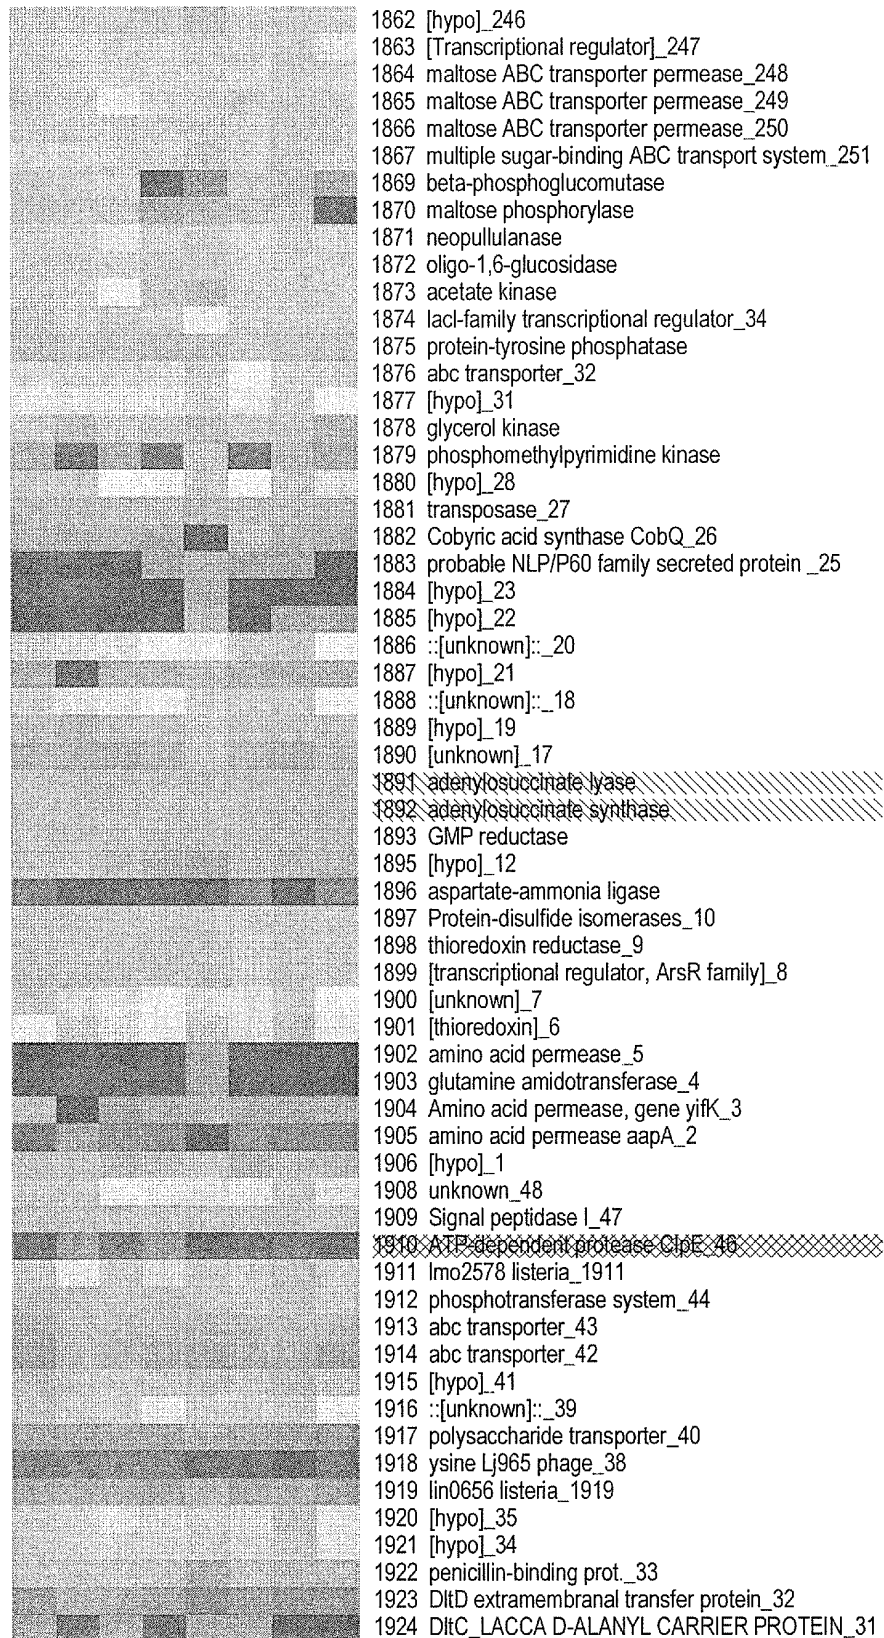 1862 [hypo]_246
1863 [Transcriptional regulator]_247
1864 maltose ABC transporter permease_248
1865 maltose ABC transporter permease_249
1866 maltose ABC transporter permease_250
1867 multiple sugar-binding ABC transport system_251
1869 beta-phosphoglucomutase
1870 maltose phosphorylase
1871 neopullulanase
1872 oligo-1,6-glucosidase
1873 acetate kinase
1874 lacI-family transcriptional regulator_34
1875 protein-tyrosine phosphatase
1876 abc transporter_32
1877 [hypo]_31
1878 glycerol kinase
1879 phosphomethylpyrimidine kinase
1880 [hypo]_28
1881 transposase_27
1882 Cobyric acid synthase CobQ_26
1883 probable NLP/P60 family secreted protein _25
1884 [hypo]_23
1885 [hypo]_22
1886 ::[unknown]::_20
1887 [hypo]_21
1888 ::[unknown]::_18
1889 [hypo]_19
1890 [unknown]_17
1891 adenylosuccinate lyase
1892 adenylosuccinate synthase
1893 GMP reductase
1895 [hypo]_12
1896 aspartate-ammonia ligase
1897 Protein-disulfide isomerases_10
1898 thioredoxin reductase_9
1899 [transcriptional regulator, ArsR family]_8
1900 [unknown]_7
1901 [thioredoxin]_6
1902 amino acid permease_5
1903 glutamine amidotransferase_4
1904 Amino acid permease, gene yifK_3
1905 amino acid permease aapA_2
1906 [hypo]_1
1908 unknown_48
1909 Signal peptidase I_47
1910 ATP-dependent protease ClpE_46
1911 lmo2578 listeria_1911
1912 phosphotransferase system_44
1913 abc transporter_43
1914 abc transporter_42
1915 [hypo]_41
1916 ::[unknown]::_39
1917 polysaccharide transporter_40
1918 ysine Lj965 phage_38
1919 lin0656 listeria_1919
1920 [hypo]_35
1921 [hypo]_34
1922 penicillin-binding prot._33
1923 DltD extramembranal transfer protein_32
1924 DltC_LACCA D-ALANYL CARRIER PROTEIN_31